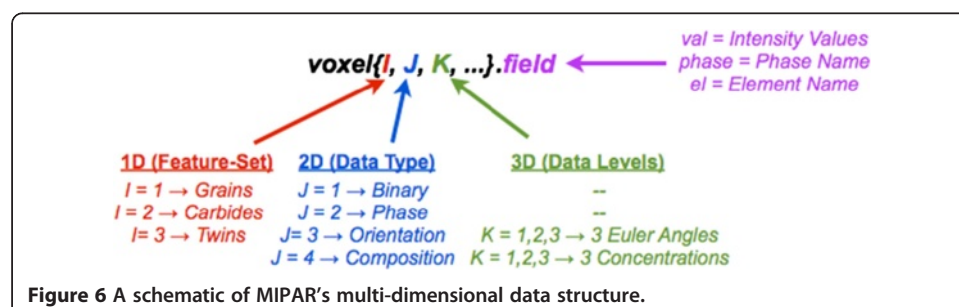 val = Intensity Values
voxel{I, J, K, ...}.field
phase = Phase Name
el = Element Name
1D (Feature-Set)
I = 1 → Grains
I = 2 → Carbides
I= 3 → Twins
2D (Data Type)
J = 1 → Binary
J = 2 → Phase
J= 3 → Orientation
J = 4 → Composition
3D (Data Levels)
--
--
K = 1,2,3 → 3 Euler Angles
K = 1,2,3 → 3 Concentrations
Figure 6 A schematic of MIPAR's multi-dimensional data structure.